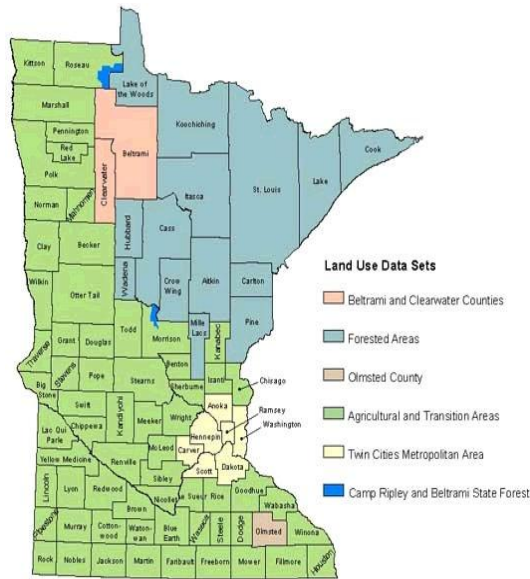 Kittson
Roseau
Lake of
the Woods
Marshall
Koochiching
Pennington
Red
Lake
Beltrami
Cook
Polk
Clearwater
St. Louis
Lake
Itasca
Norman
Mahnomen
Hubbard
Cass
Clay
Becker
Wadena
Crow
Wing
Aitkin
Carlton
Wilkin
Otter Tail
Pine
Todd
Mille
Lacs
Kanabec
Morrison
Traverse
Grant
Douglas
Benton
Isanti
Chisago
Big
Stone
Stevens
Pope
Stearns
Sherburne
Anoka
Ramsey
Swift
Kandiyohi
Meeker
Wright
Hennepin
Washington
Lac Qui
Parle
Chippewa
McLeod
Carver
Yellow Medicine
Renville
Scott
Dakota
Sibley
Lincoln
Lyon
Redwood
Nicollet
Le Sueur
Rice
Goodhue
Wabasha
Brown
Pipestone
Murray
Cotton-
wood
Waton-
wan
Blue
Earth
Waseca
Steele
Dodge
Olmsted
Winona
Rock
Nobles
Jackson
Martin
Faribault
Freeborn
Mower
Fillmore
Houston
Land Use Data Sets
Beltrami and Clearwater Counties
Forested Areas
Olmsted County
Agricultural and Transition Areas
Twin Cities Metropolitan Area
Camp Ripley and Beltrami State Forest